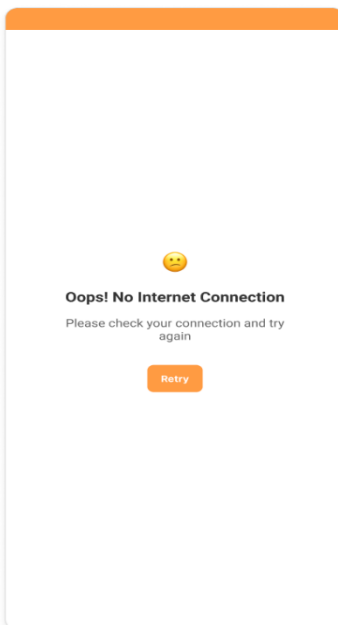 Oops! No Internet Connection
Please check your connection and try
again
Retry